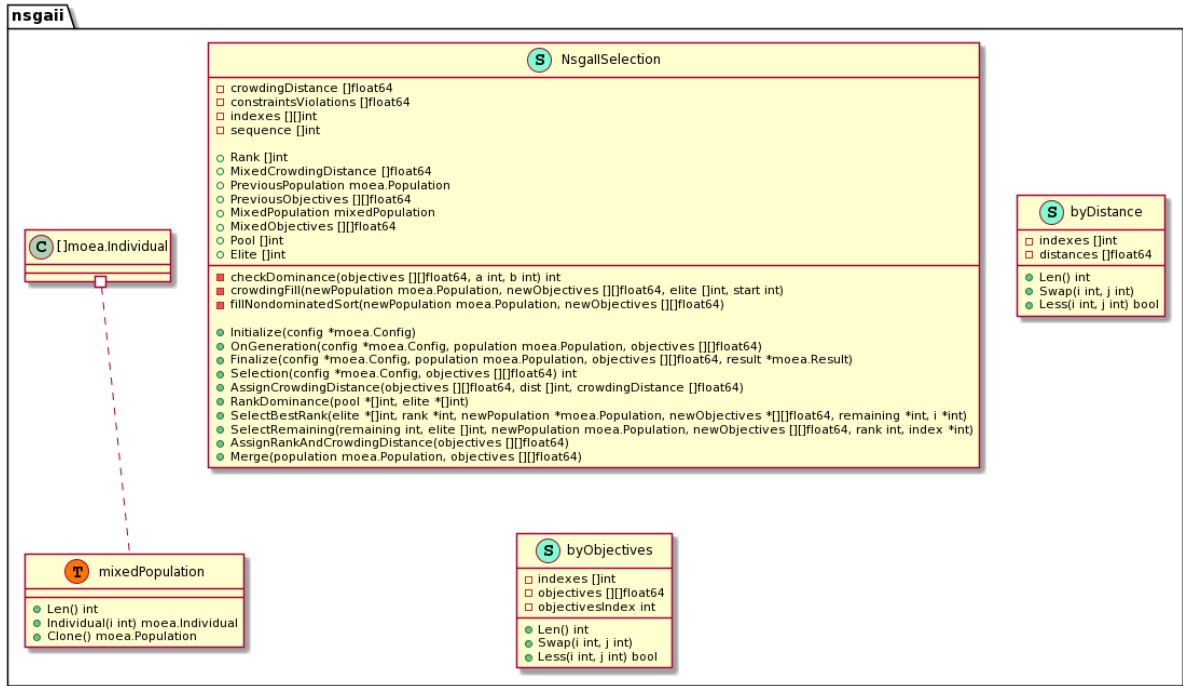 nsgaii
S NsgaIISelection
crowdingDistance []float64
constraintsViolations []float64
indexes [][]int
sequence []int
Rank []int
MixedCrowdingDistance []float64
PreviousPopulation moea.Population
PreviousObjectives [][]float64
MixedPopulation mixedPopulation
MixedObjectives [][]float64
Pool []int
Elite []int
checkDominance(objectives [][]float64, a int, b int) int
crowdingFill(newPopulation moea.Population, newObjectives [][]float64, elite []int, start int)
fillNondominatedSort(newPopulation moea.Population, newObjectives [][]float64)
Initialize(config *moea.Config)
OnGeneration(config *moea.Config, population moea.Population, objectives [][]float64)
Finalize(config *moea.Config, population moea.Population, objectives [][]float64, result *moea.Result)
Selection(config *moea.Config, objectives [][]float64) int
AssignCrowdingDistance(objectives [][]float64, dist []int, crowdingDistance []float64)
RankDominance(pool *[]int, elite *[]int)
SelectBestRank(elite *[]int, rank *int, newPopulation *moea.Population, newObjectives *[][]float64, remaining *int, i *int)
SelectRemaining(remaining int, elite []int, newPopulation moea.Population, newObjectives [][]float64, rank int, index *int)
AssignRankAndCrowdingDistance(objectives [][]float64)
Merge(population moea.Population, objectives [][]float64)
C []moea.Individual
S byDistance
indexes []int
distances []float64
Len() int
Swap(i int, j int)
Less(i int, j int) bool
T mixedPopulation
Len() int
Individual(i int) moea.Individual
Clone() moea.Population
S byObjectives
indexes []int
objectives [][]float64
objectivesIndex int
Len() int
Swap(i int, j int)
Less(i int, j int) bool